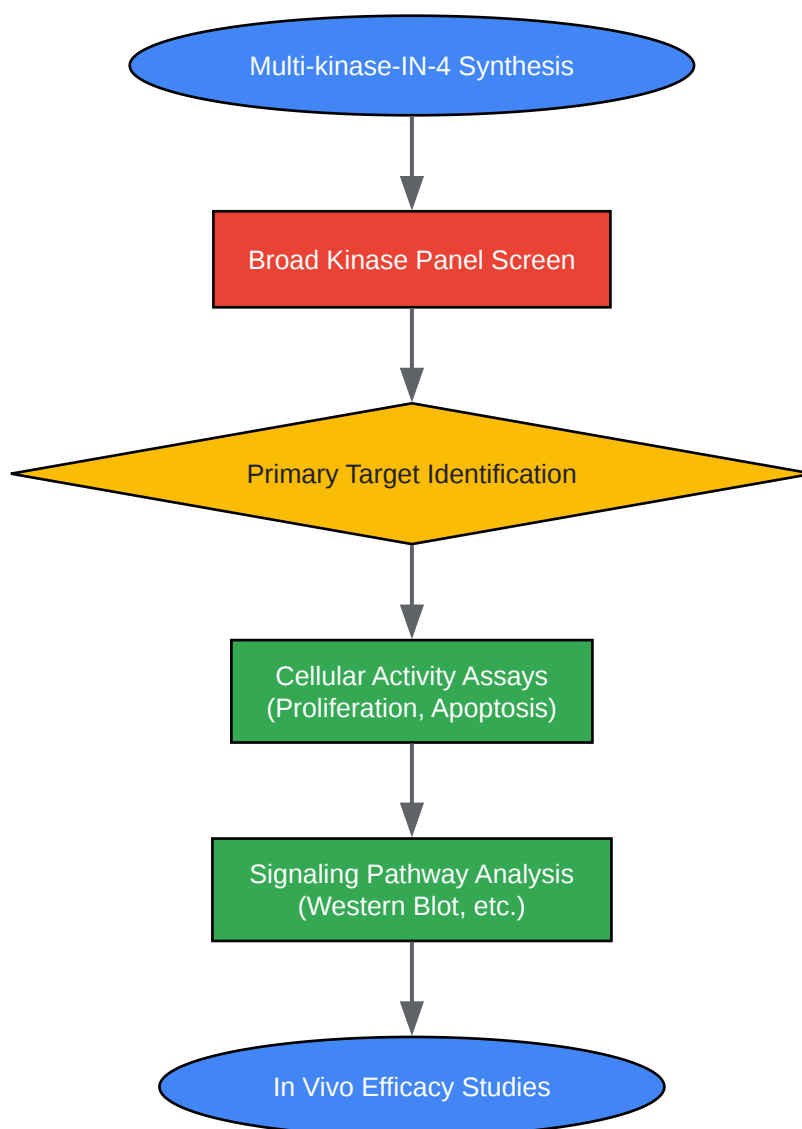 Multi-kinase-IN-4 Synthesis
Broad Kinase Panel Screen
Primary Target Identification
Cellular Activity Assays
(Proliferation, Apoptosis)
Signaling Pathway Analysis
(Western Blot, etc.)
In Vivo Efficacy Studies